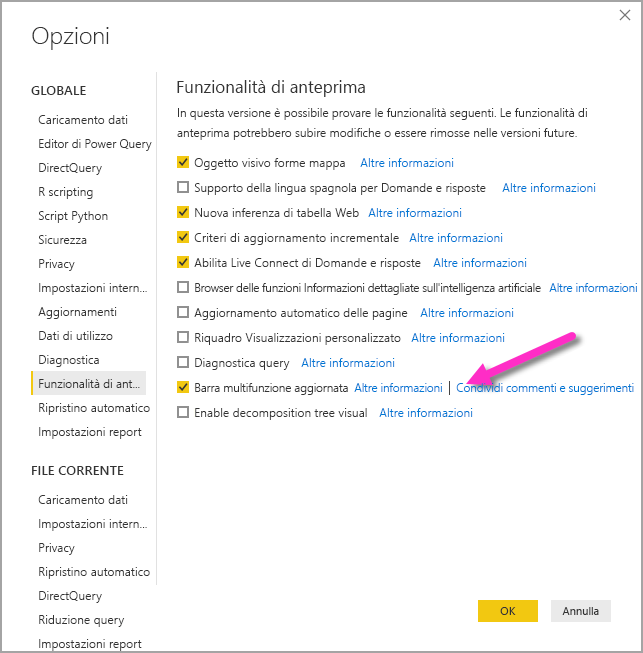 Opzioni
GLOBALE
Caricamento dati
Editor di Power Query
DirectQuery
R scripting
Script Python
Sicurezza
Privacy
Impostazioni intern...
Aggiornamenti
Dati di utilizzo
Diagnostica
Funzionalità di ant...
Ripristino automatico
Impostazioni report
FILE CORRENTE
Caricamento dati
Impostazioni intern...
Privacy
Ripristino automatico
DirectQuery
Riduzione query
Impostazioni report
Funzionalità di anteprima
In questa versione è possibile provare le funzionalità seguenti. Le funzionalità di
anteprima potrebbero subire modifiche o essere rimosse nelle versioni future.
Oggetto visivo forme mappa Altre informazioni
Supporto della lingua spagnola per Domande e risposte Altre informazioni
Nuova inferenza di tabella Web Altre informazioni
Criteri di aggiornamento incrementale Altre informazioni
Abilita Live Connect di Domande e risposte Altre informazioni
Browser delle funzioni Informazioni dettagliate sull'intelligenza artificiale Altre informazioni
Aggiornamento automatico delle pagine Altre informazioni
Riquadro Visualizzazioni personalizzato Altre informazioni
Diagnostica query Altre informazioni
Barra multifunzione aggiornata Altre informazioni | Condividi commenti e suggerimenti
Enable decomposition tree visual Altre informazioni
OK Annulla